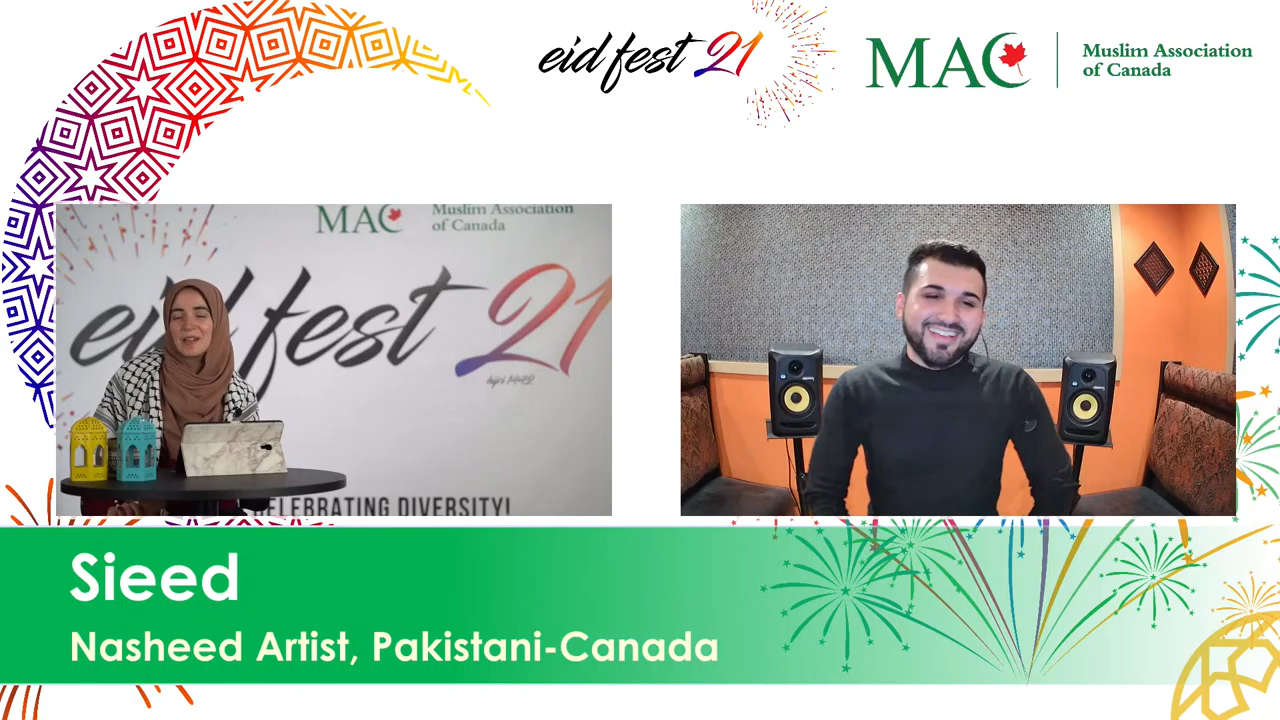 eid fest 21
MAC
Muslim Association
of Canada
MAC
Muslim Association
of Canada
eid fest 21
CELEBRATING DIVERSITY!
Sieed
Nasheed Artist, Pakistani-Canada